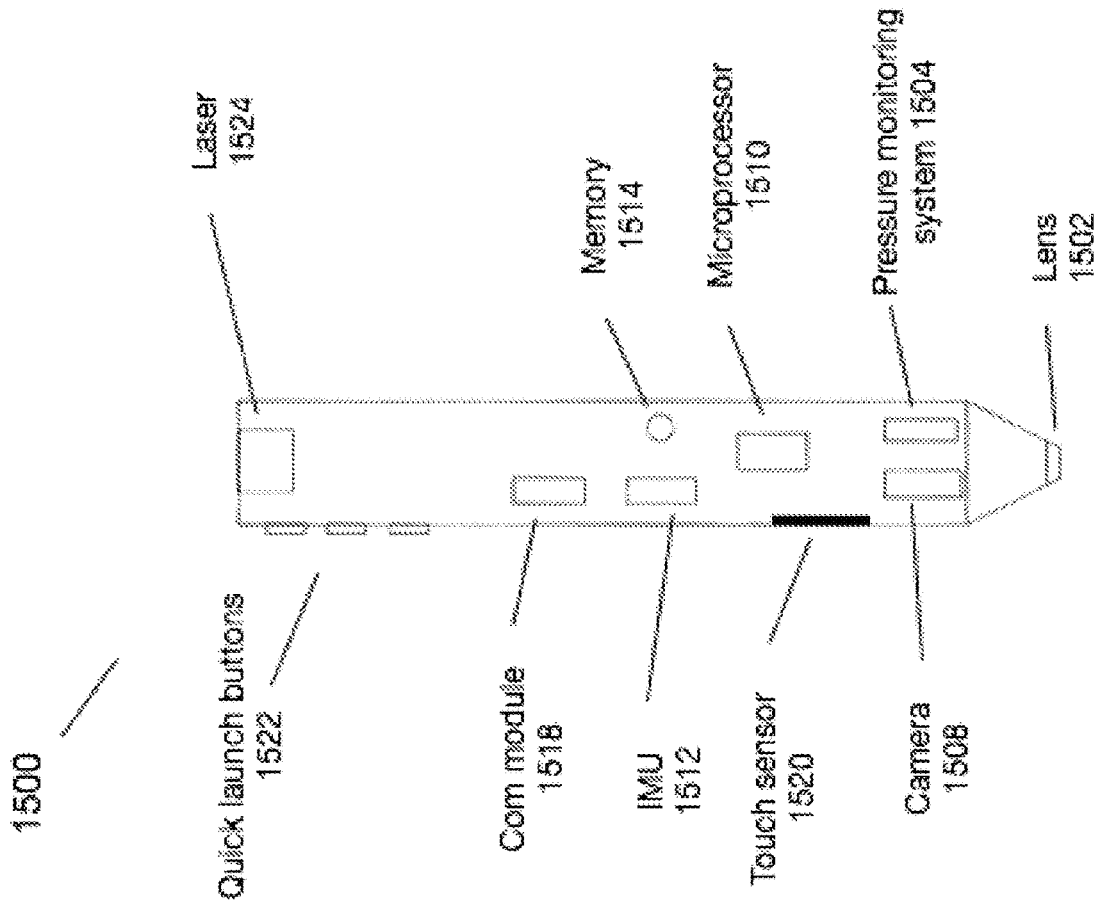 1500
Laser
1524
Quick launch buttons
1522
Com module
1518
Memory
1514
IMU
1512
Microprocessor
1510
Touch sensor
1520
Pressure monitoring
system 1504
Camera
1508
Lens
1502